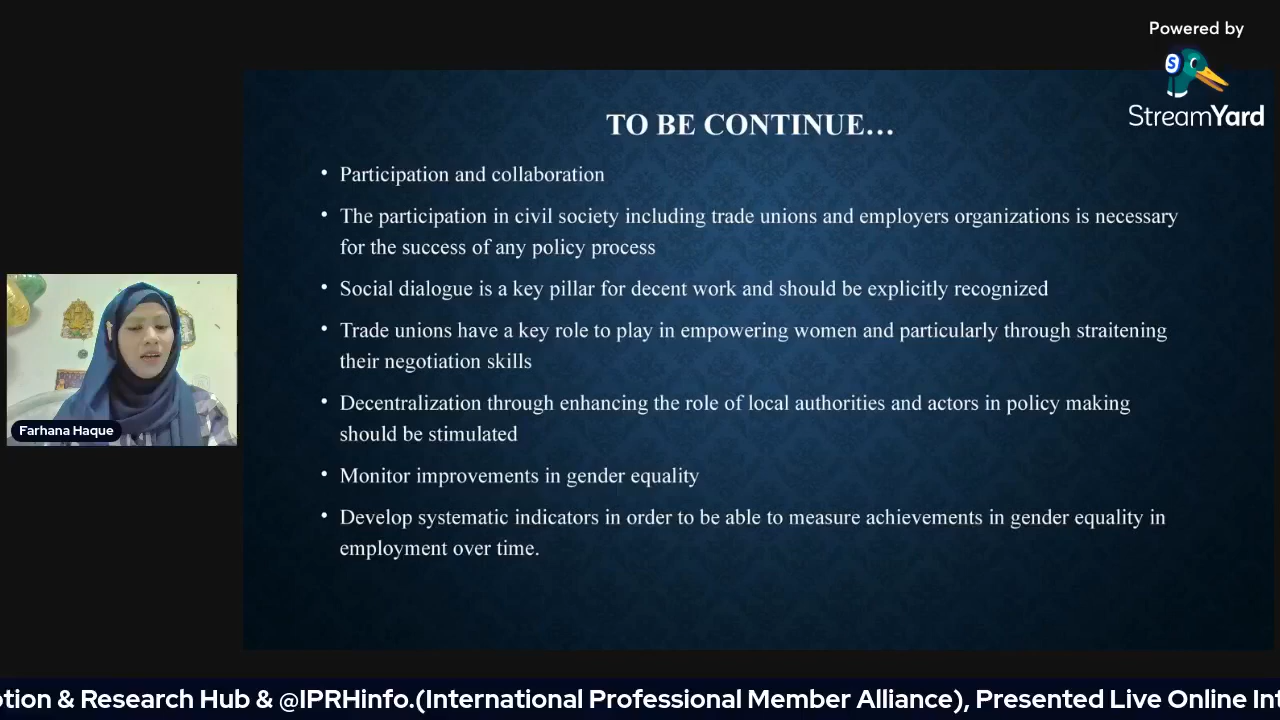 Powered by
StreamYard
TO BE CONTINUE...
• Participation and collaboration
• The participation in civil society including trade unions and employers organizations is necessary
for the success of any policy process
• Social dialogue is a key pillar for decent work and should be explicitly recognized
• Trade unions have a key role to play in empowering women and particularly through straitening
their negotiation skills
• Decentralization through enhancing the role of local authorities and actors in policy making
should be stimulated
• Monitor improvements in gender equality
• Develop systematic indicators in order to be able to measure achievements in gender equality in
employment over time.
Farhana Haque
& Research Hub & @IPRHinfo.(International Professional Member Alliance), Presented Live Online